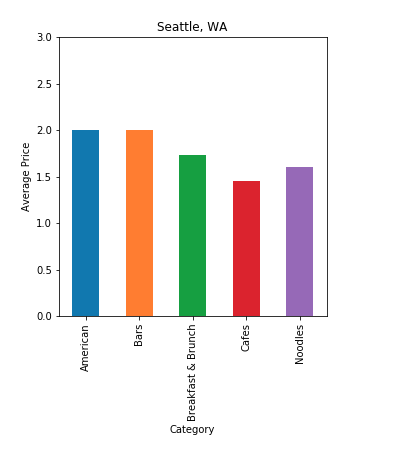 Seattle, WA
3.0
2.5
2.0
1.5
1.0
0.5
0.0
Average Price
American
Bars
Breakfast & Brunch
Cafes
Noodles
Category